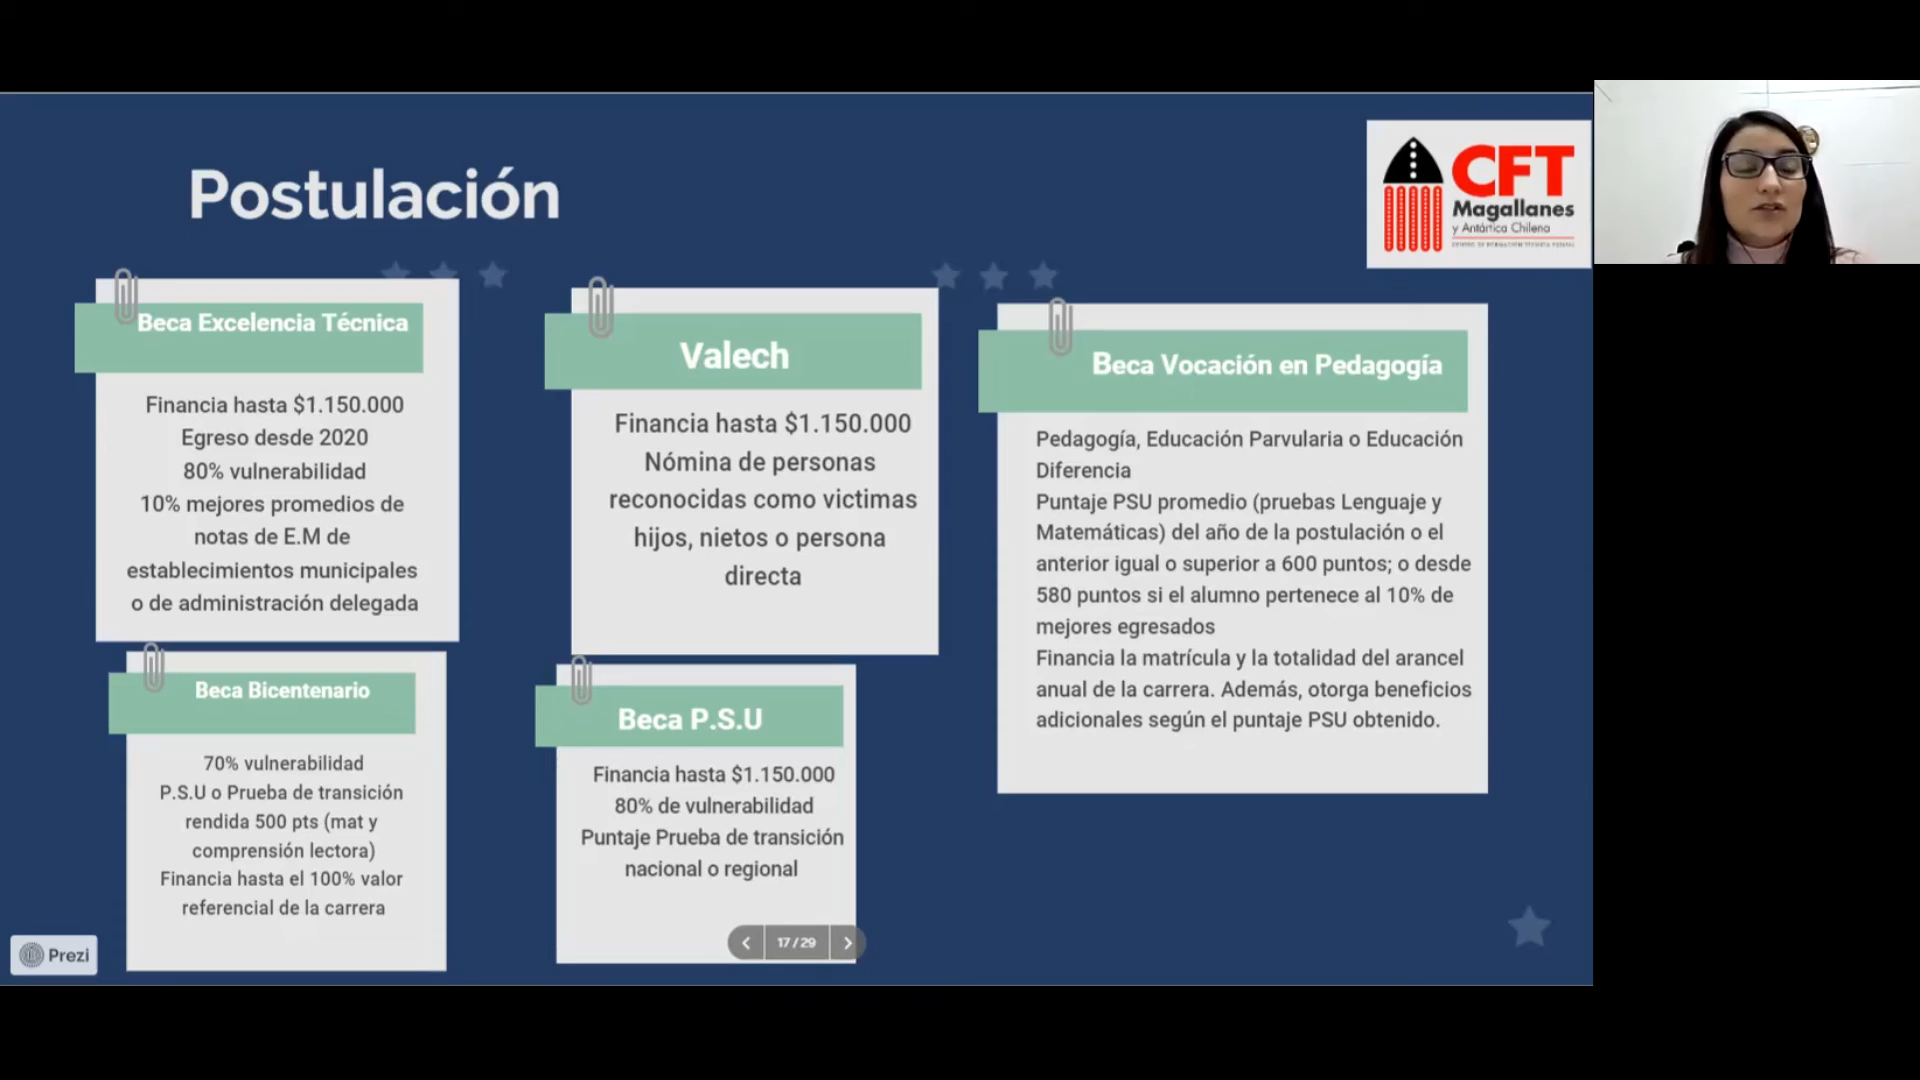 Postulación
CFT
Magallanes
y Antártica Chilena
CENTRO DE FORMACIÓN TÉCNICA ESTATAL
Beca Excelencia Técnica
Financia hasta $1.150.000
Egreso desde 2020
80% vulnerabilidad
10% mejores promedios de
notas de E.M de
establecimientos municipales
o de administración delegada
Valech
Financia hasta $1.150.000
Nómina de personas
reconocidas como victimas
hijos, nietos o persona
directa
Beca Vocación en Pedagogía
Pedagogía, Educación Parvularia o Educación
Diferencia
Puntaje PSU promedio (pruebas Lenguaje y
Matemáticas) del año de la postulación o el
anterior igual o superior a 600 puntos; o desde
580 puntos si el alumno pertenece al 10% de
mejores egresados
Financia la matrícula y la totalidad del arancel
anual de la carrera. Además, otorga beneficios
adicionales según el puntaje PSU obtenido.
Beca Bicentenario
70% vulnerabilidad
P.S.U o Prueba de transición
rendida 500 pts (mat y
comprensión lectora)
Financia hasta el 100% valor
referencial de la carrera
Beca P.S.U
Financia hasta $1.150.000
80% de vulnerabilidad
Puntaje Prueba de transición
nacional o regional
17 / 29
Prezi